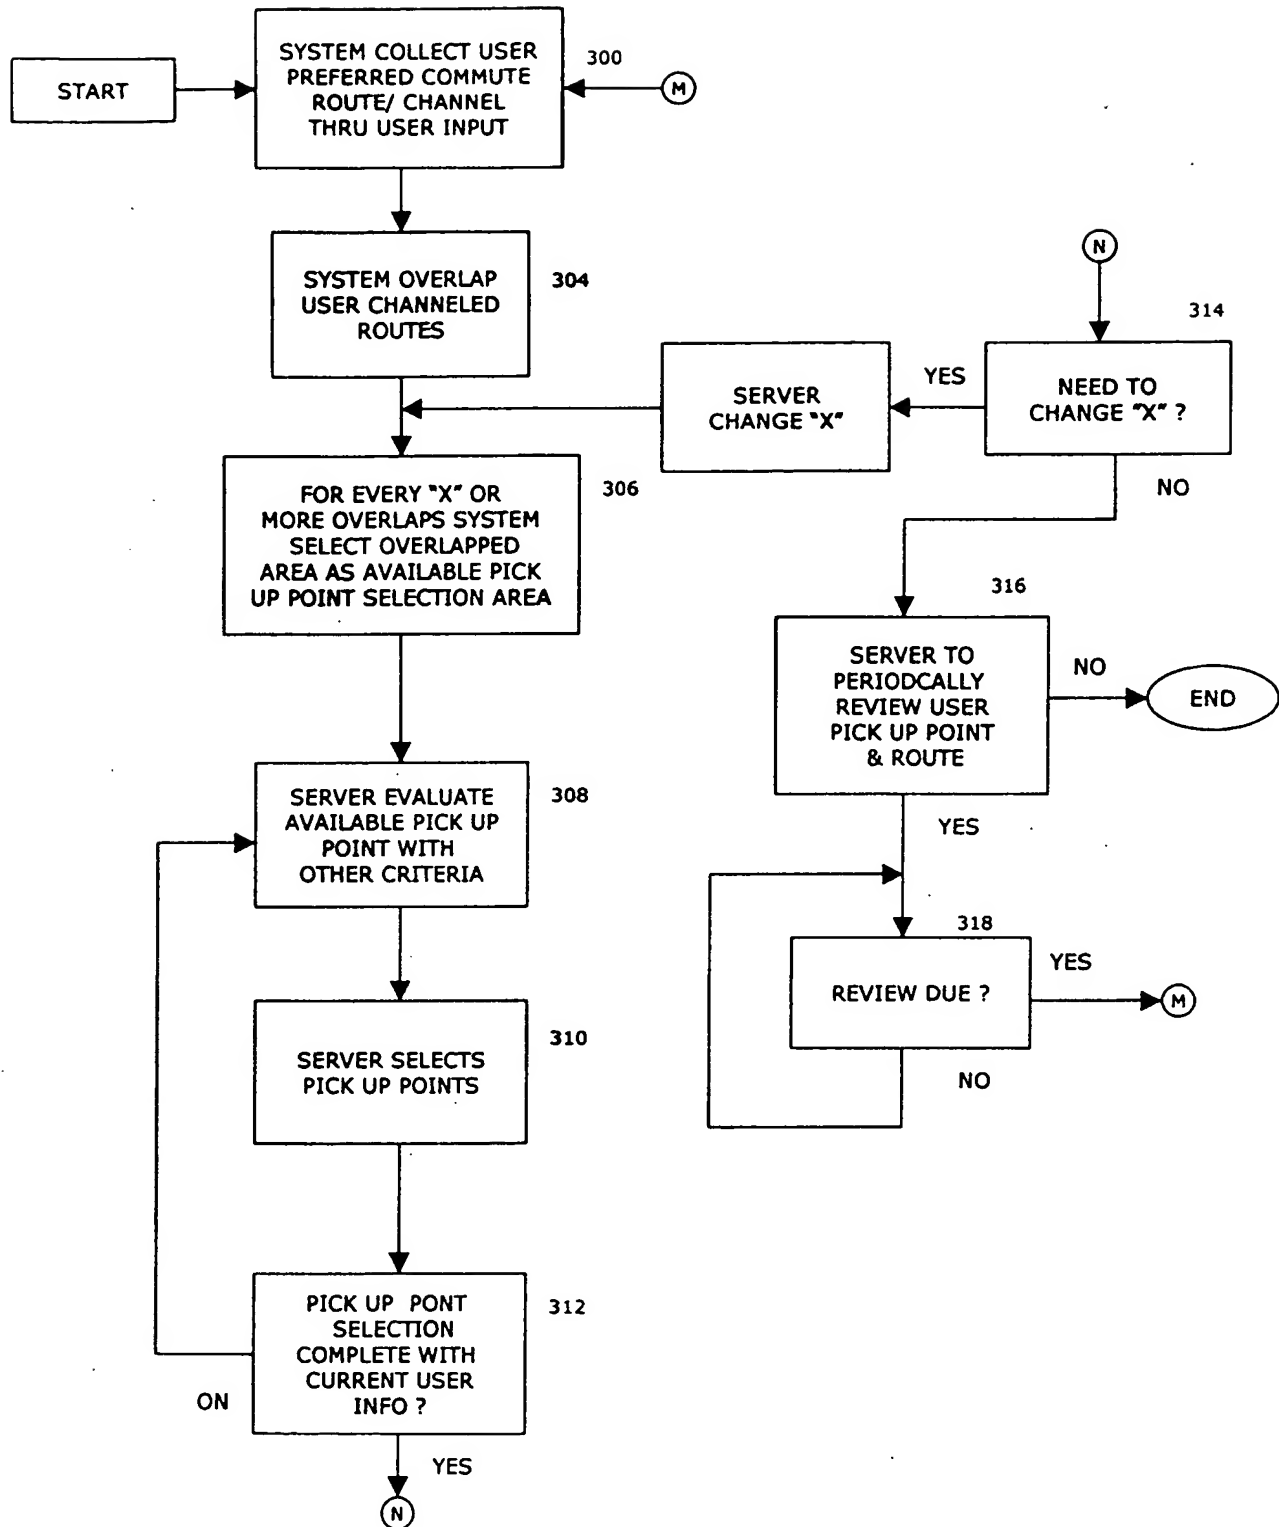 START
SYSTEM COLLECT USER
PREFERRED COMMUTE
ROUTE/ CHANNEL
THRU USER INPUT
300
M
SYSTEM OVERLAP
USER CHANNELED
ROUTES
304
N
314
NEED TO
CHANGE "X" ?
YES
NO
SERVER
CHANGE "X"
FOR EVERY "X" OR
MORE OVERLAPS SYSTEM
SELECT OVERLAPPED
AREA AS AVAILABLE PICK
UP POINT SELECTION AREA
306
316
SERVER TO
PERIODCALLY
REVIEW USER
PICK UP POINT
& ROUTE
NO
END
YES
SERVER EVALUATE
AVAILABLE PICK UP
POINT WITH
OTHER CRITERIA
308
318
REVIEW DUE ?
YES
M
NO
SERVER SELECTS
PICK UP POINTS
310
PICK UP PONT
SELECTION
COMPLETE WITH
CURRENT USER
INFO ?
312
ON
YES
N